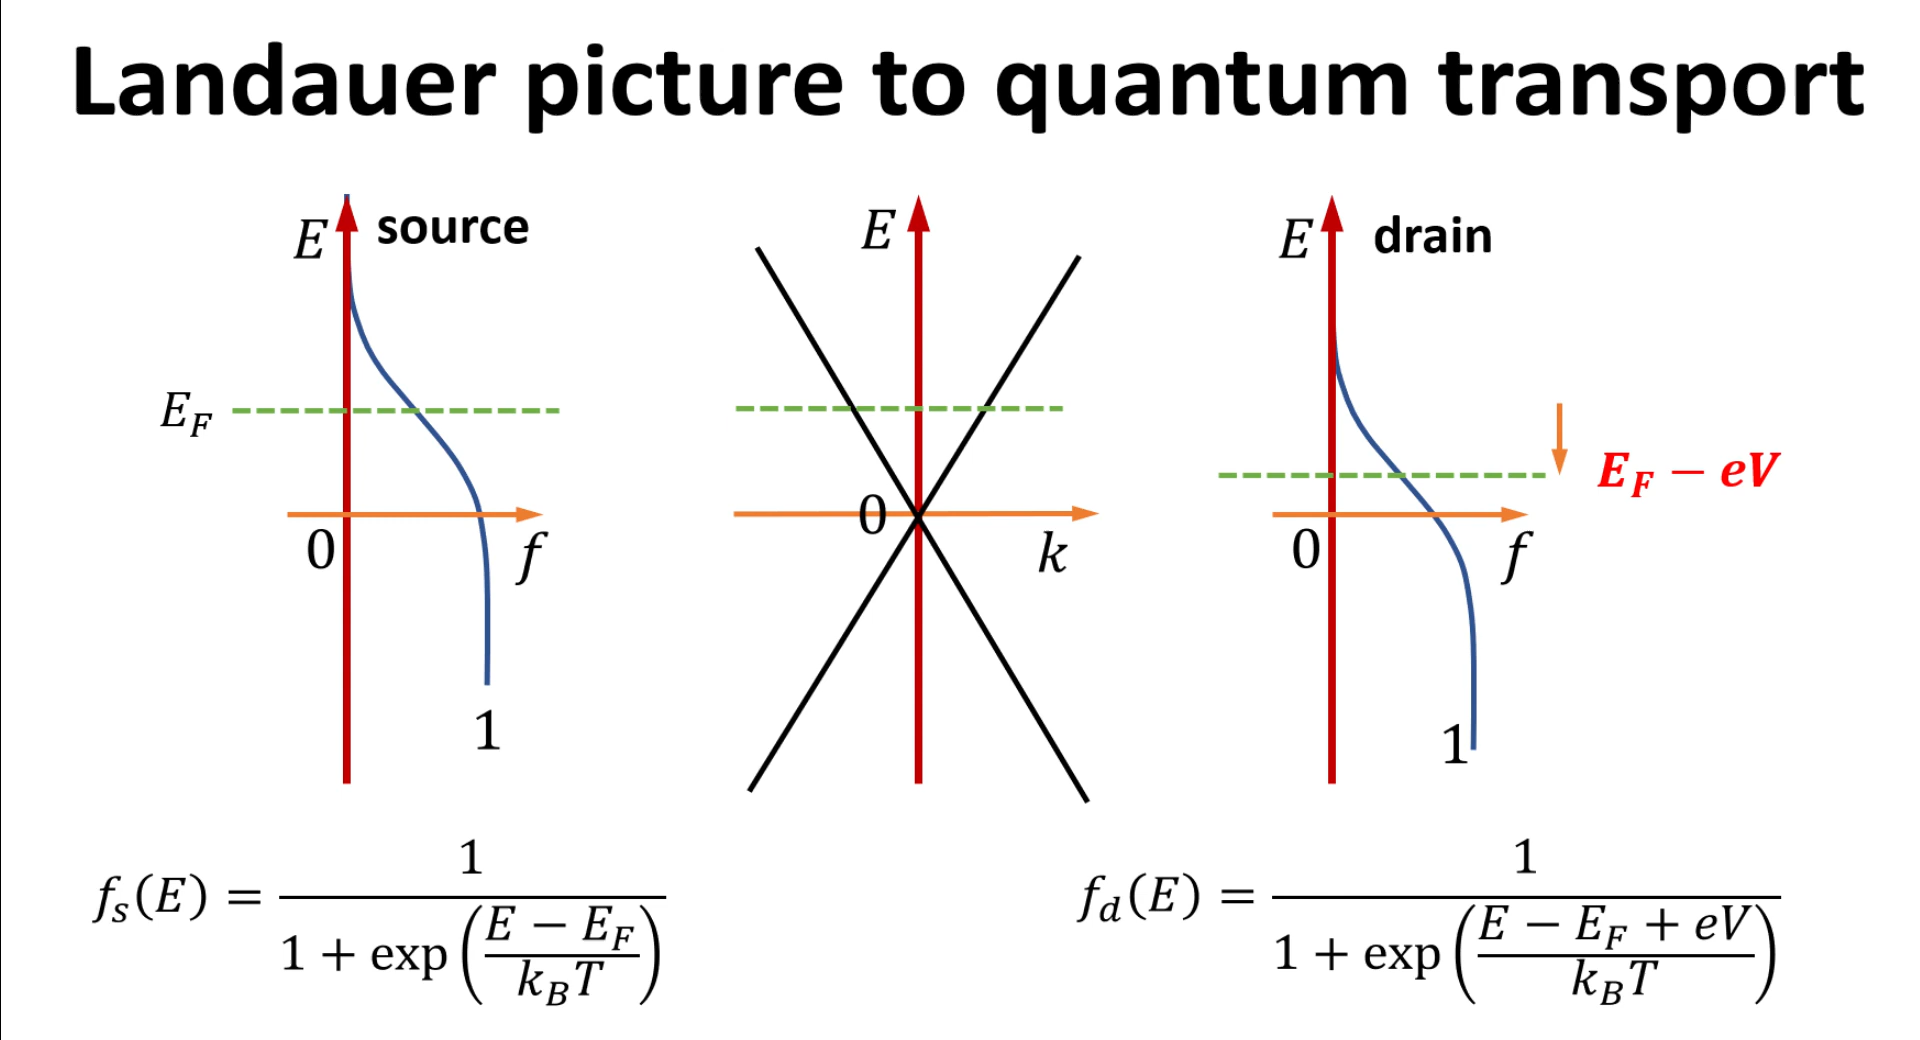 Landauer picture to quantum transport
E source
E
E drain
E_F
E_F − eV
0
0
0
f
k
f
1
1
f_s(E) = 1 / (1 + exp((E − E_F) / (k_B T)))
f_d(E) = 1 / (1 + exp((E − E_F + eV) / (k_B T)))